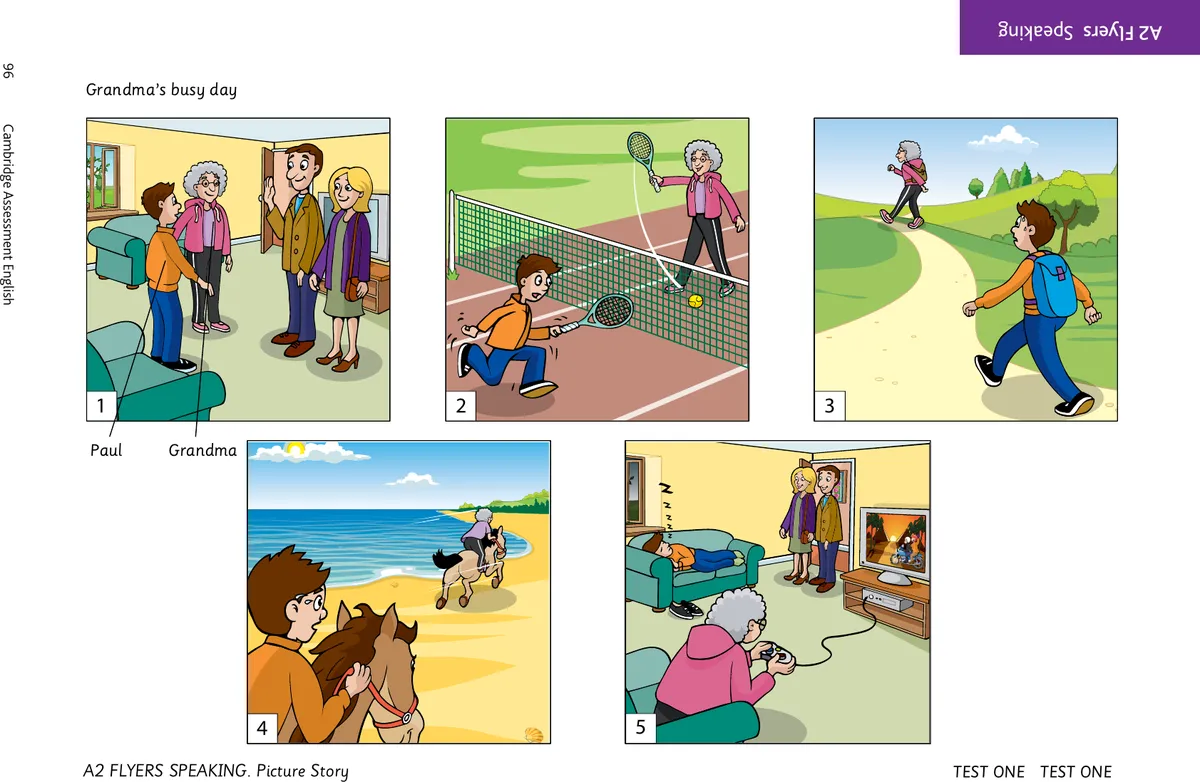 A2 Flyers Speaking
96
Cambridge Assessment English
Grandma's busy day
1
2
3
Paul
Grandma
4
z
z
z
z
z
5
A2 FLYERS SPEAKING. Picture Story
TEST ONE TEST ONE